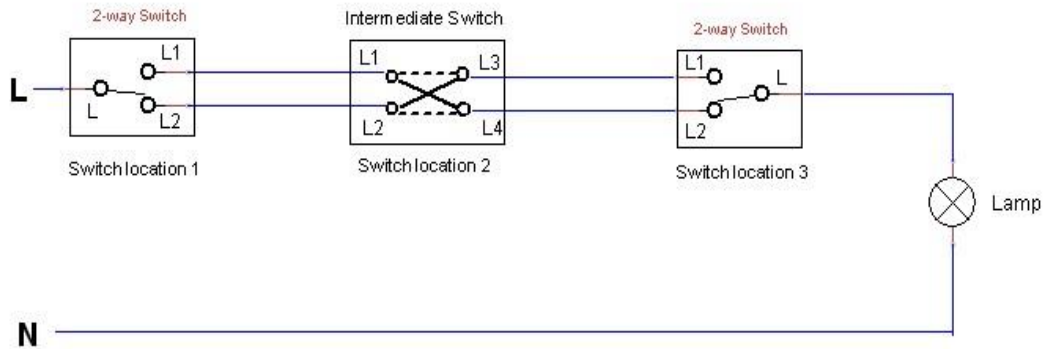 2-way Switch
Intermediate Switch
2-way Switch
L1
L1
L3
L1
L
L
L
L2
L2
L4
L2
Switch location 1
Switch location 2
Switch location 3
Lamp
N